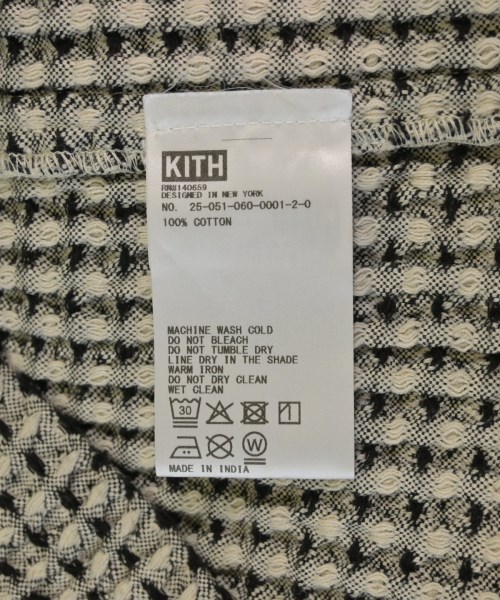 KITH
RN#140659
DESIGNED IN NEW YORK
NO. 25-051-060-0001-2-0
100% COTTON
MACHINE WASH COLD
DO NOT BLEACH
DO NOT TUMBLE DRY
LINE DRY IN THE SHADE
WARM IRON
DO NOT DRY CLEAN
WET CLEAN
30
W
MADE IN INDIA